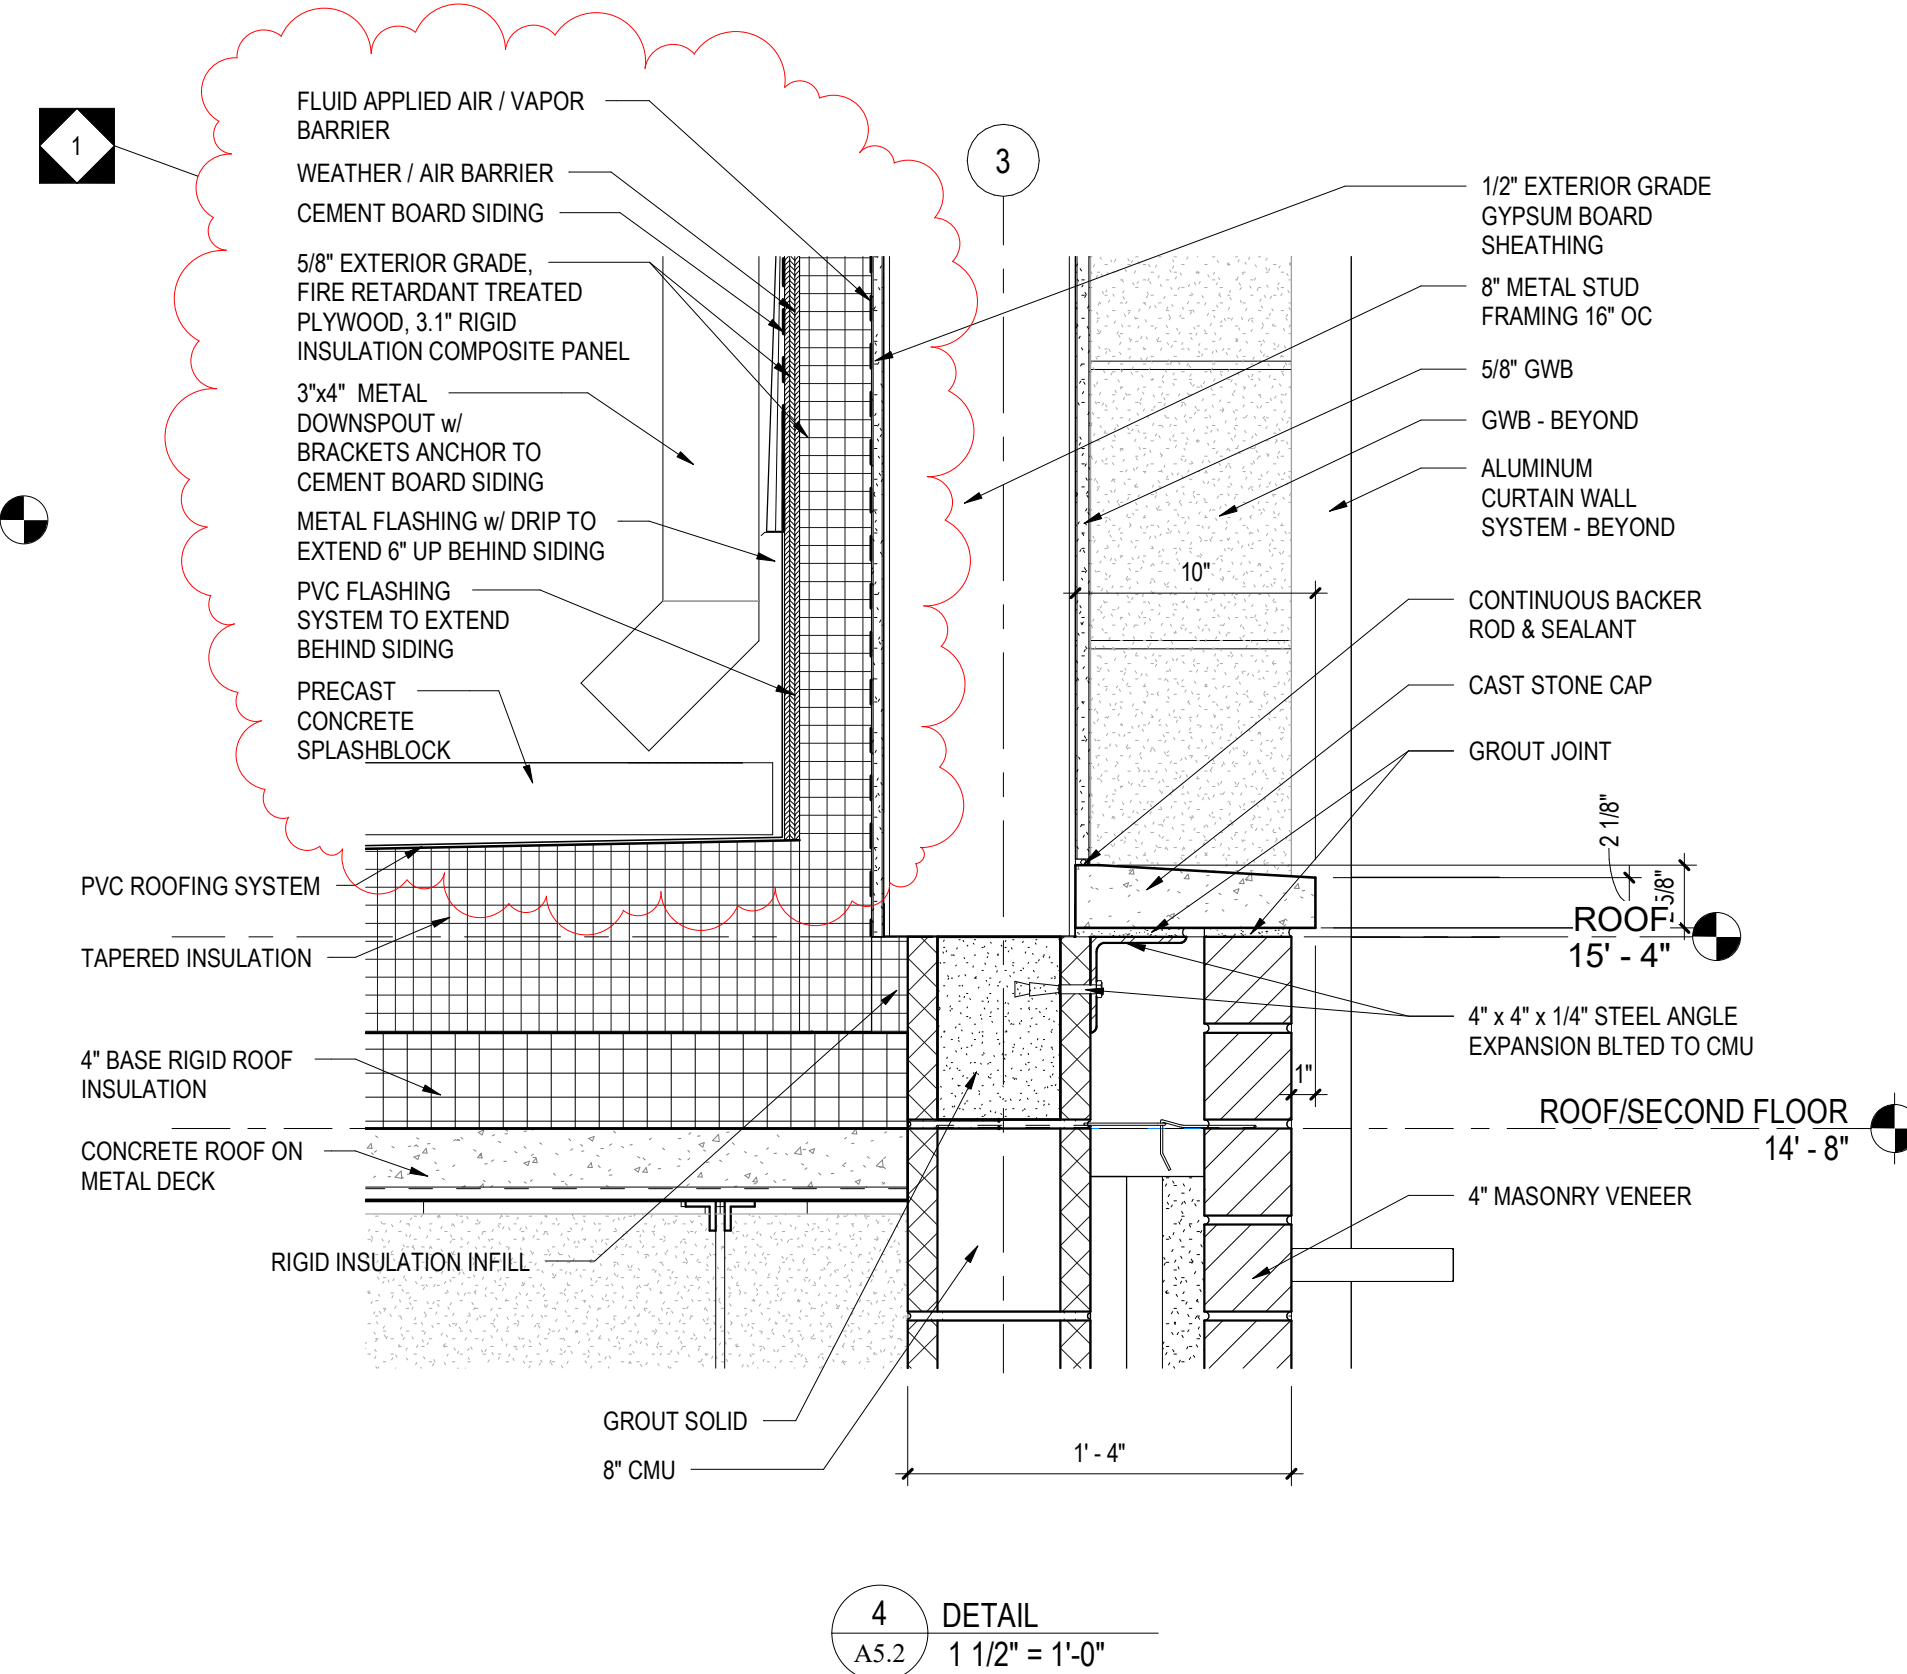 FLUID APPLIED AIR / VAPOR
BARRIER
WEATHER / AIR BARRIER
CEMENT BOARD SIDING
5/8" EXTERIOR GRADE,
FIRE RETARDANT TREATED
PLYWOOD, 3.1" RIGID
INSULATION COMPOSITE PANEL
3"x4" METAL
DOWNSPOUT w/
BRACKETS ANCHOR TO
CEMENT BOARD SIDING
METAL FLASHING w/ DRIP TO
EXTEND 6" UP BEHIND SIDING
PVC FLASHING
SYSTEM TO EXTEND
BEHIND SIDING
PRECAST
CONCRETE
SPLASHBLOCK
1
3
PVC ROOFING SYSTEM
TAPERED INSULATION
4" BASE RIGID ROOF
INSULATION
CONCRETE ROOF ON
METAL DECK
RIGID INSULATION INFILL
GROUT SOLID
8" CMU
1/2" EXTERIOR GRADE
GYPSUM BOARD
SHEATHING
8" METAL STUD
FRAMING 16" OC
5/8" GWB
GWB - BEYOND
ALUMINUM
CURTAIN WALL
SYSTEM - BEYOND
10"
CONTINUOUS BACKER
ROD & SEALANT
CAST STONE CAP
GROUT JOINT
2 1/8"
5/8"
ROOF
15' - 4"
4" x 4" x 1/4" STEEL ANGLE
EXPANSION BLTED TO CMU
1"
ROOF/SECOND FLOOR
14' - 8"
4" MASONRY VENEER
1' - 4"
4
A5.2
DETAIL
1 1/2" = 1'-0"